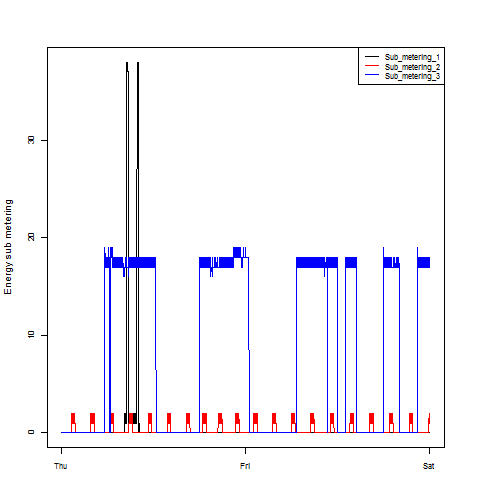 Sub_metering_1
Sub_metering_2
Sub_metering_3
Energy sub metering
30
20
10
0
Thu
Fri
Sat